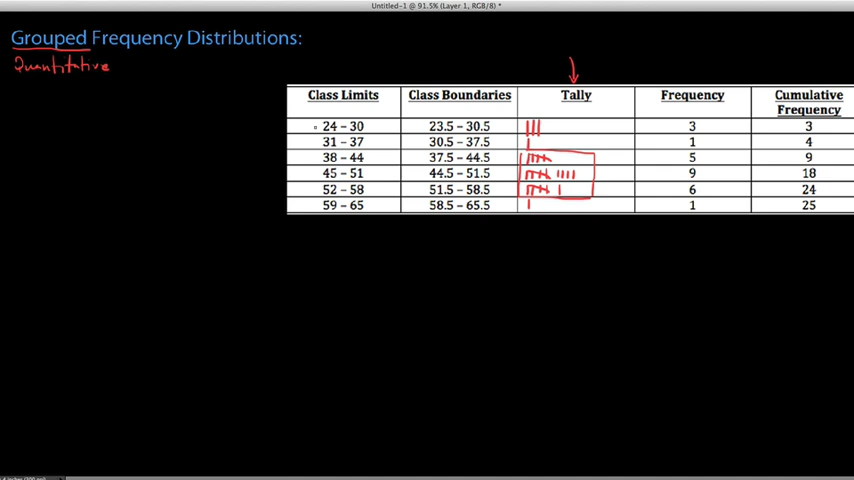 Untitled-1 @ 91.5% (Layer 1, RGB/8) *
Grouped Frequency Distributions:
Quantitative
Class Limits Class Boundaries Tally Frequency Cumulative Frequency
24 – 30 23.5 – 30.5 3 3
31 – 37 30.5 – 37.5 1 4
38 – 44 37.5 – 44.5 5 9
45 – 51 44.5 – 51.5 9 18
52 – 58 51.5 – 58.5 6 24
59 – 65 58.5 – 65.5 1 25